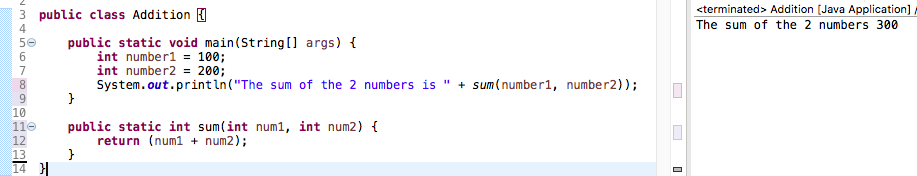 2
3 public class Addition {
4
5 public static void main(String[] args) {
6 int number1 = 100;
7 int number2 = 200;
8 System.out.println("The sum of the 2 numbers is " + sum(number1, number2));
9 }
10
11 public static int sum(int num1, int num2) {
12 return (num1 + num2);
13 }
14 }
<terminated> Addition [Java Application] /
The sum of the 2 numbers 300